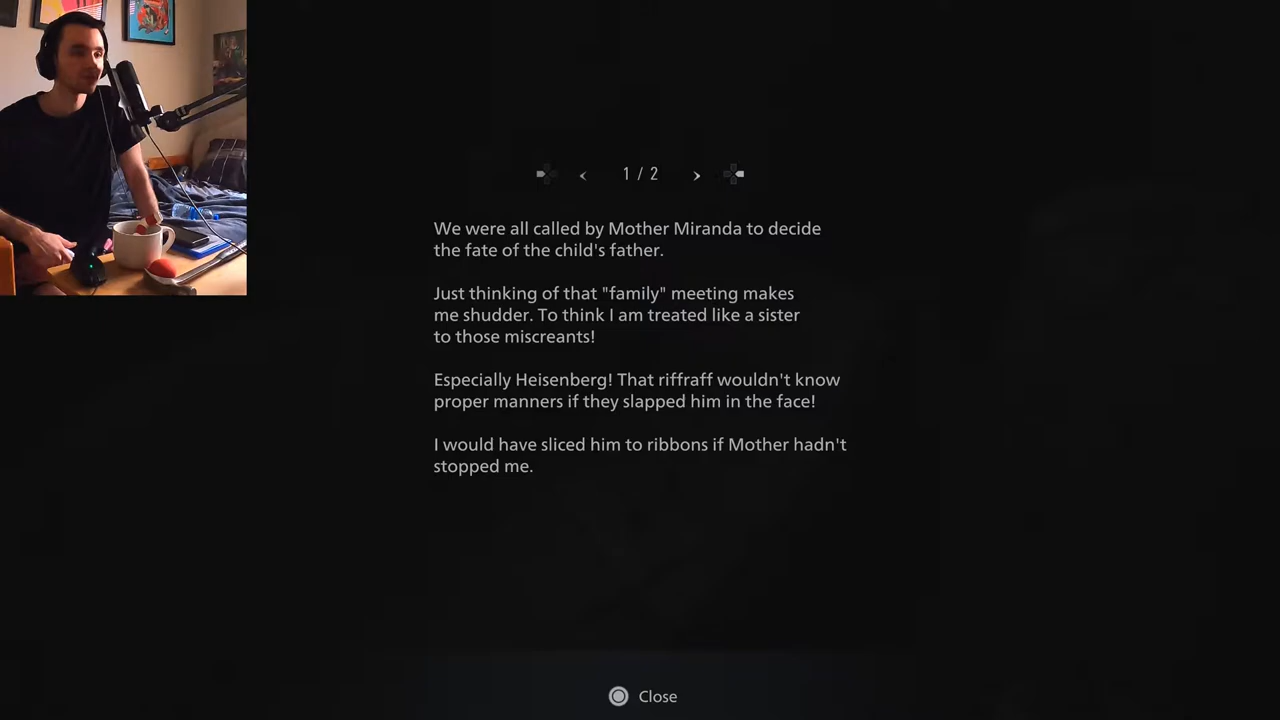 1 / 2
We were all called by Mother Miranda to decide
the fate of the child's father.
Just thinking of that "family" meeting makes
me shudder. To think I am treated like a sister
to those miscreants!
Especially Heisenberg! That riffraff wouldn't know
proper manners if they slapped him in the face!
I would have sliced him to ribbons if Mother hadn't
stopped me.
Close